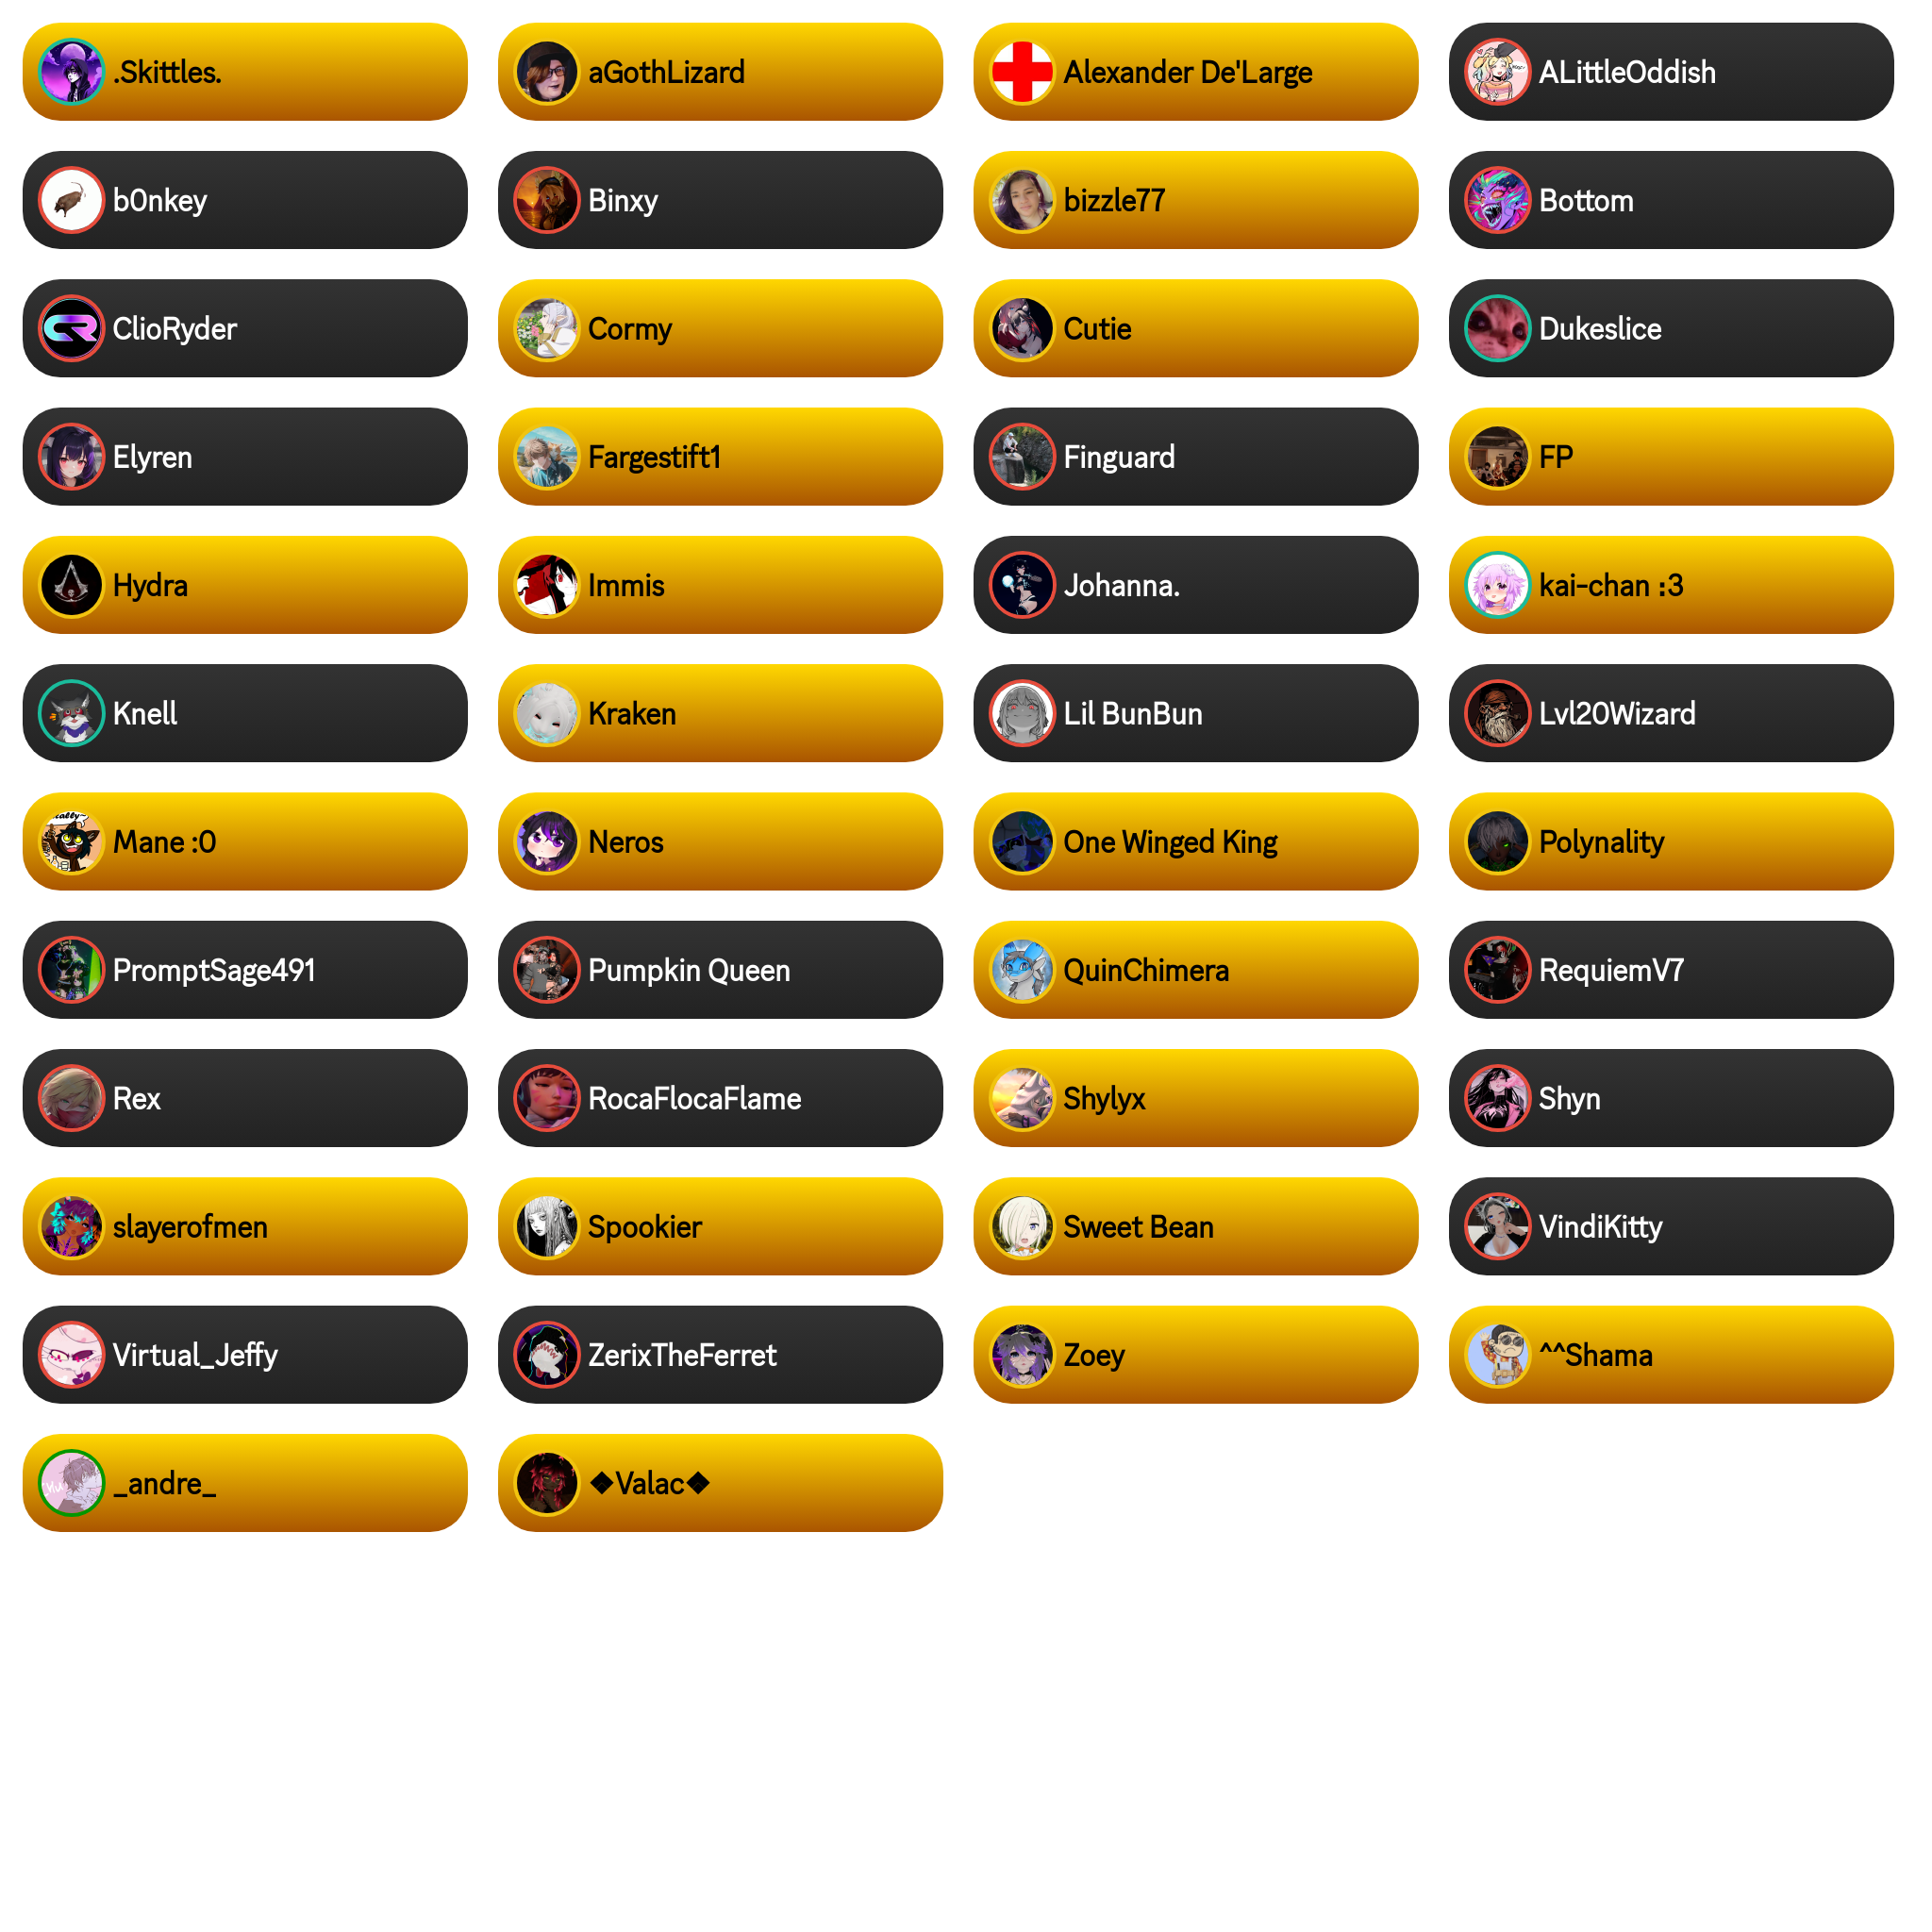 .Skittles.
aGothLizard
Alexander De'Large
ALittleOddish
b0nkey
Binxy
bizzle77
Bottom
ClioRyder
Cormy
Cutie
Dukeslice
Elyren
Fargestift1
Finguard
FP
Hydra
Immis
Johanna.
kai-chan :3
Knell
Kraken
Lil BunBun
Lvl20Wizard
Mane :0
Neros
One Winged King
Polynality
PromptSage491
Pumpkin Queen
QuinChimera
RequiemV7
Rex
RocaFlocaFlame
Shylyx
Shyn
slayerofmen
Spookier
Sweet Bean
VindiKitty
Virtual_Jeffy
ZerixTheFerret
Zoey
^^Shama
_andre_
◆Valac◆